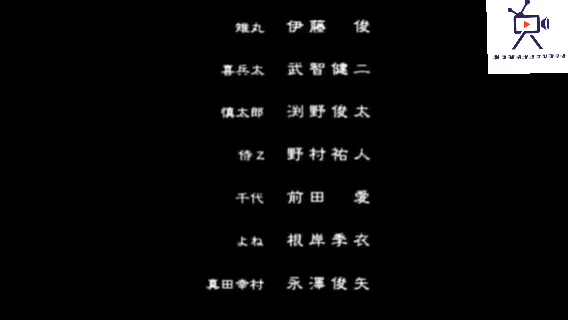 雉丸 伊藤 俊
喜兵太 武智健二
慎太郎 渕野俊太
侍Z 野村祐人
千代 前田 愛
よね 根岸季衣
真田幸村 永澤俊矢